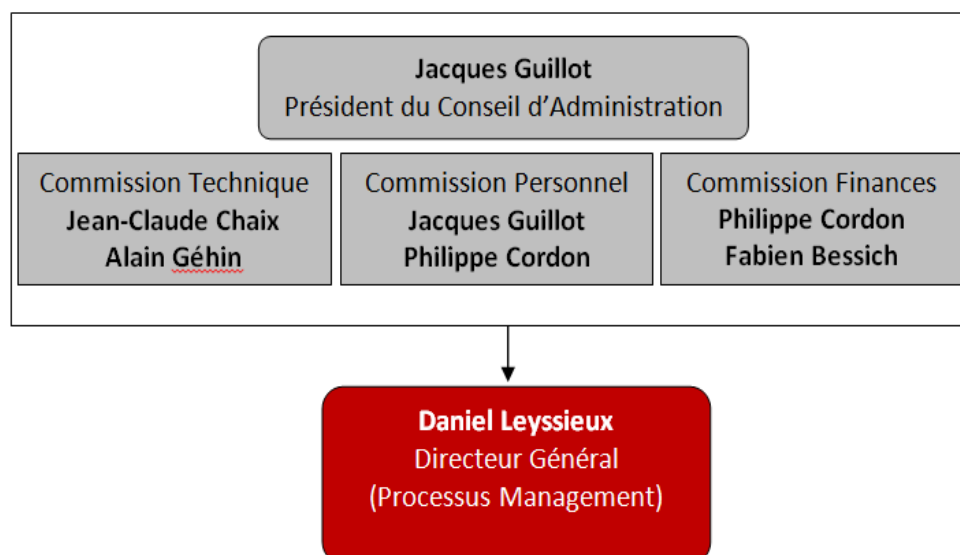 Jacques Guillot
Président du Conseil d'Administration
Commission Technique
Jean-Claude Chaix
Alain Géhin
Commission Personnel
Jacques Guillot
Philippe Cordon
Commission Finances
Philippe Cordon
Fabien Bessich
Daniel Leyssieux
Directeur Général
(Processus Management)